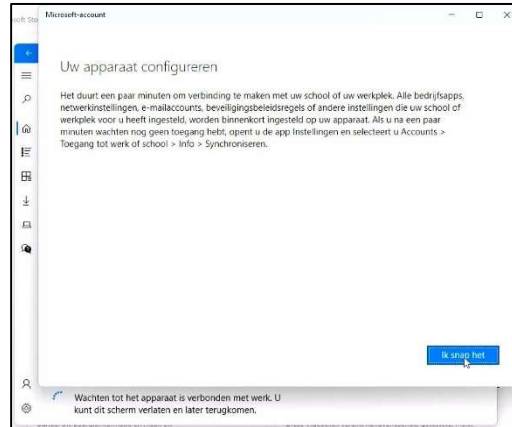 Microsoft-account
Uw apparaat configureren
Het duurt een paar minuten om verbinding te maken met uw school of uw werkplek. Alle bedrijfsapps,
netwerkinstellingen, e-mailaccounts, beveiligingsbeleidsregels of andere instellingen die uw school of
werkplek voor u heeft ingesteld, worden binnenkort ingesteld op uw apparaat. Als u na een paar
minuten wachten nog geen toegang hebt, opent u de app Instellingen en selecteert u Accounts >
Toegang tot werk of school > Info > Synchroniseren.
Ik snap het
Wachten tot het apparaat is verbonden met werk. U
kunt dit scherm verlaten en later terugkomen.